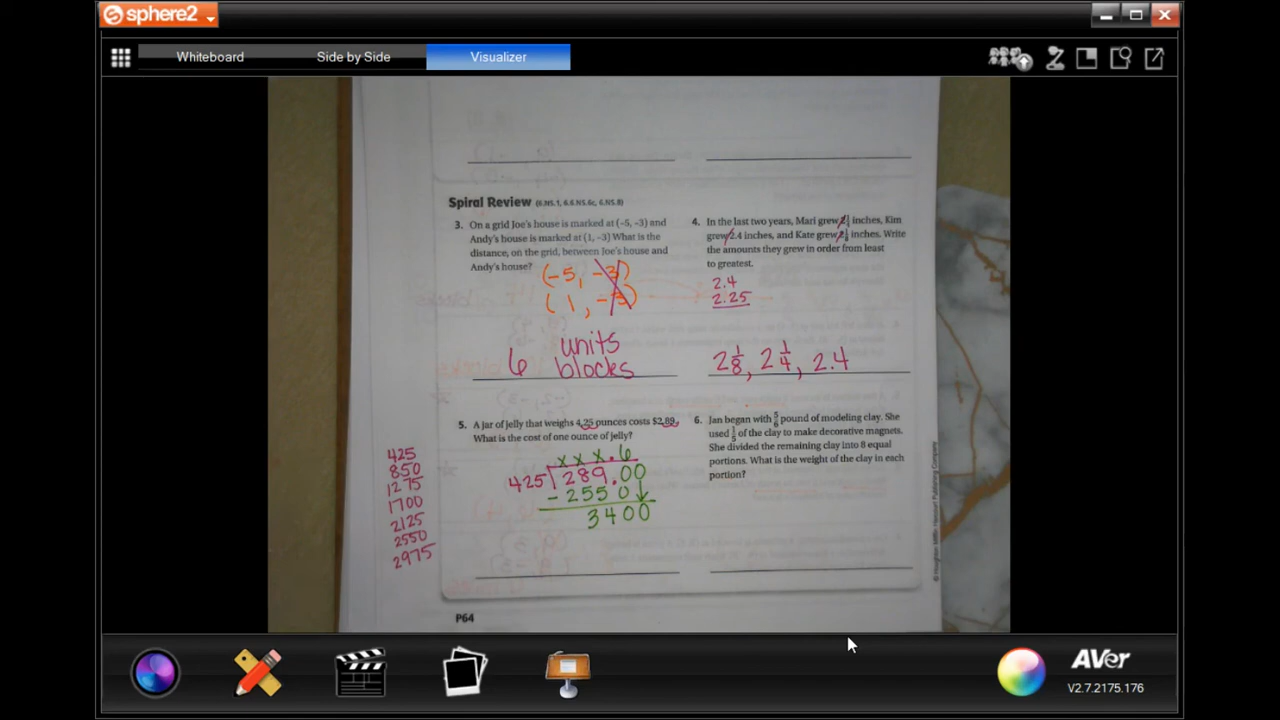 sphere2
Whiteboard
Side by Side
Visualizer
Spiral Review (6.NS.1, 6.NS.6c, 6.NS.8)
3. On a grid Joe's house is marked at (–5, –3) and
Andy's house is marked at (1, –3) What is the
distance, on the grid, between Joe's house and
Andy's house?
(-5, -3)
(1, -3)
6 units
blocks
4. In the last two years, Mari grew 2 1/4 inches, Kim
grew 2.4 inches, and Kate grew 2 1/8 inches. Write
the amounts they grew in order from least
to greatest.
2.4
2.25
2 1/8, 2 1/4, 2.4
5. A jar of jelly that weighs 4.25 ounces costs $2.89.
What is the cost of one ounce of jelly?
425
850
1275
1700
2125
2550
2975
x x x . 6
425 289.00
- 2550
3400
6. Jan began with 5/6 pound of modeling clay. She
used 1/5 of the clay to make decorative magnets.
She divided the remaining clay into 8 equal
portions. What is the weight of the clay in each
portion?
P64
© Houghton Mifflin Harcourt Publishing Company
AVer
V2.7.2175.176